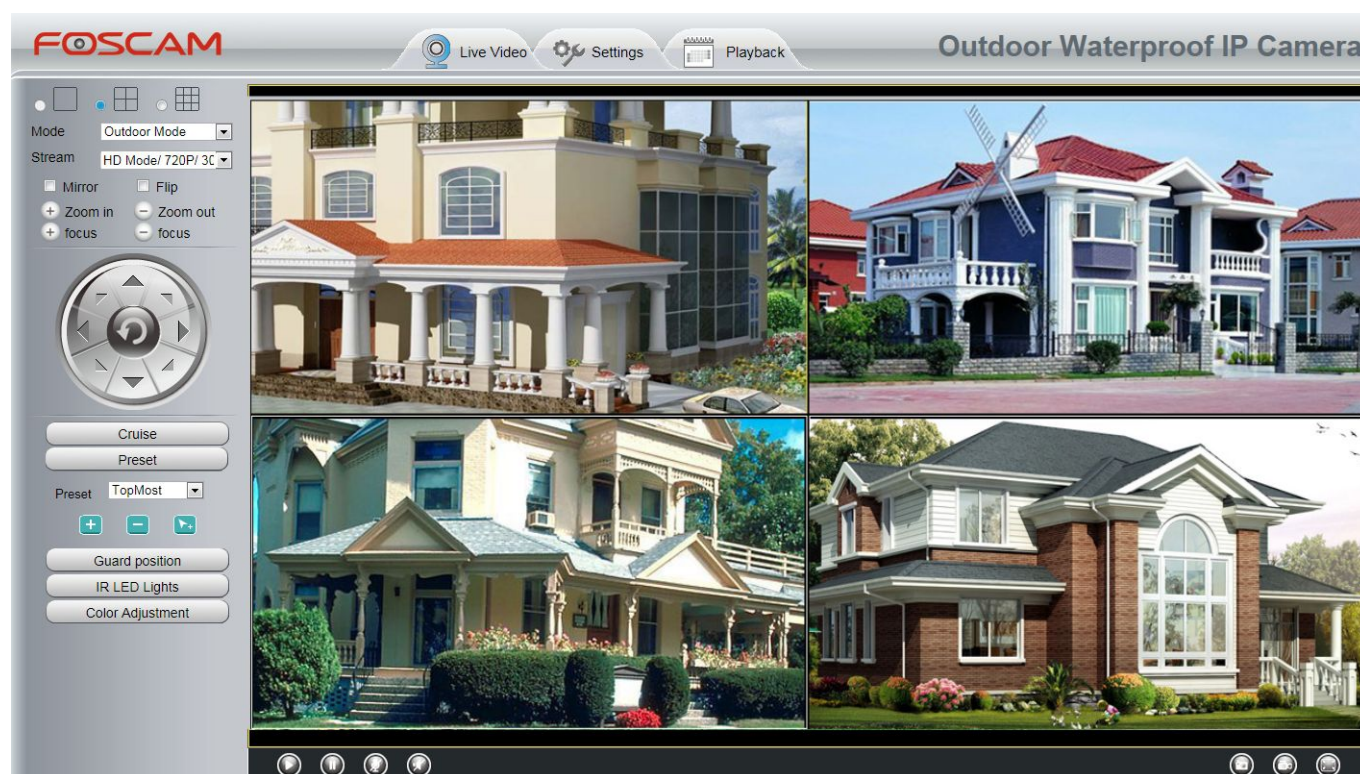 FOSCAM
Live Video
Settings
Playback
Outdoor Waterproof IP Camera
Mode
Outdoor Mode
Stream
HD Mode/ 720P/ 30
Mirror
Flip
Zoom in
Zoom out
focus
focus
Cruise
Preset
Preset
TopMost
Guard position
IR LED Lights
Color Adjustment